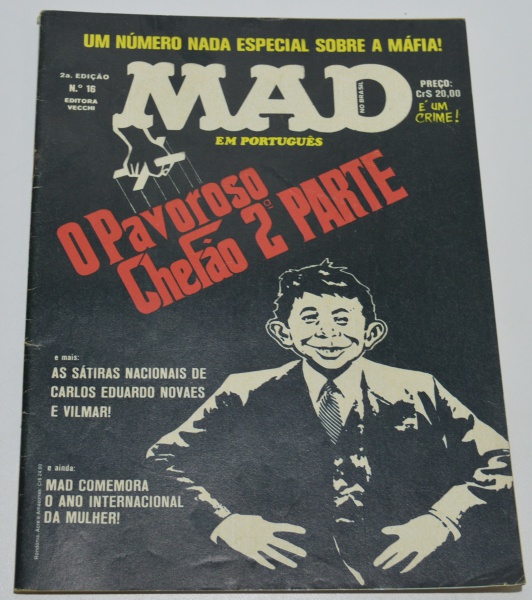 UM NÚMERO NADA ESPECIAL SOBRE A MÁFIA!
2a. EDIÇÃO
N.º 16
EDITORA
VECCHI
MAD
NO BRASIL
EM PORTUGUÊS
PREÇO:
Cr$ 20,00
É UM
CRIME!
O Pavoroso
Chefão 2ª PARTE
e mais:
AS SÁTIRAS NACIONAIS DE
CARLOS EDUARDO NOVAES
E VILMAR!
e ainda:
MAD COMEMORA
O ANO INTERNACIONAL
DA MULHER!